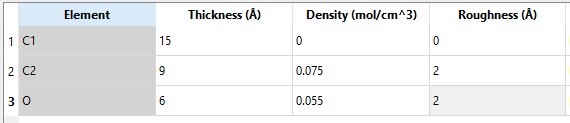 Element Thickness (Å) Density (mol/cm^3) Roughness (Å)
1 C1 15 0 0
2 C2 9 0.075 2
3 O 6 0.055 2